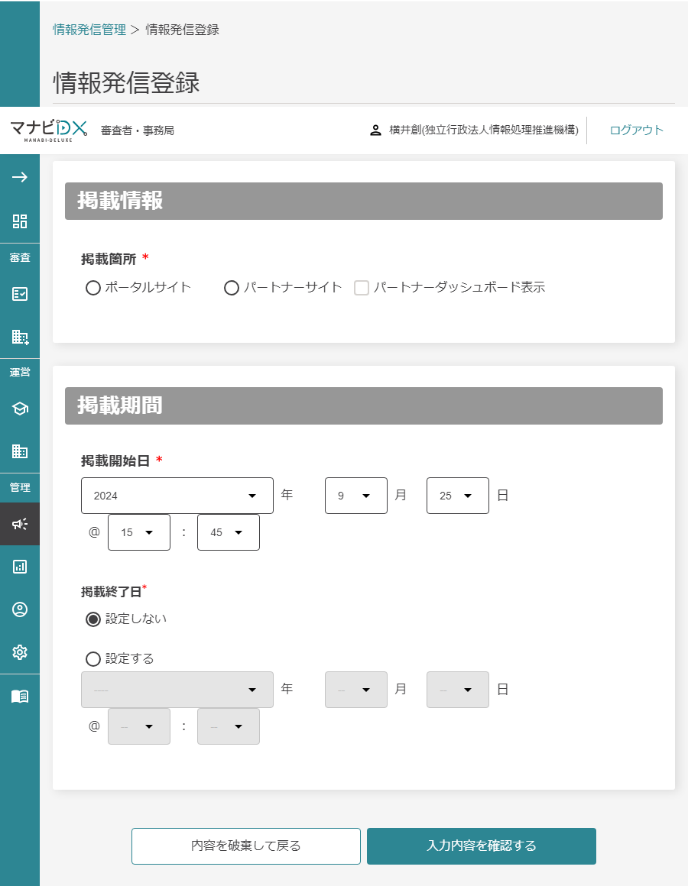 情報発信管理 > 情報発信登録
情報発信登録
マナビDX
MANABI-DELUXE
審査者・事務局
横井創(独立行政法人情報処理推進機構)
ログアウト
審査
運営
管理
掲載情報
掲載箇所 *
ポータルサイト パートナーサイト パートナーダッシュボード表示
掲載期間
掲載開始日 *
2024 年 9 月 25 日
@ 15 : 45
掲載終了日*
設定しない
設定する
― 年 – 月 – 日
@ – : –
内容を破棄して戻る 入力内容を確認する